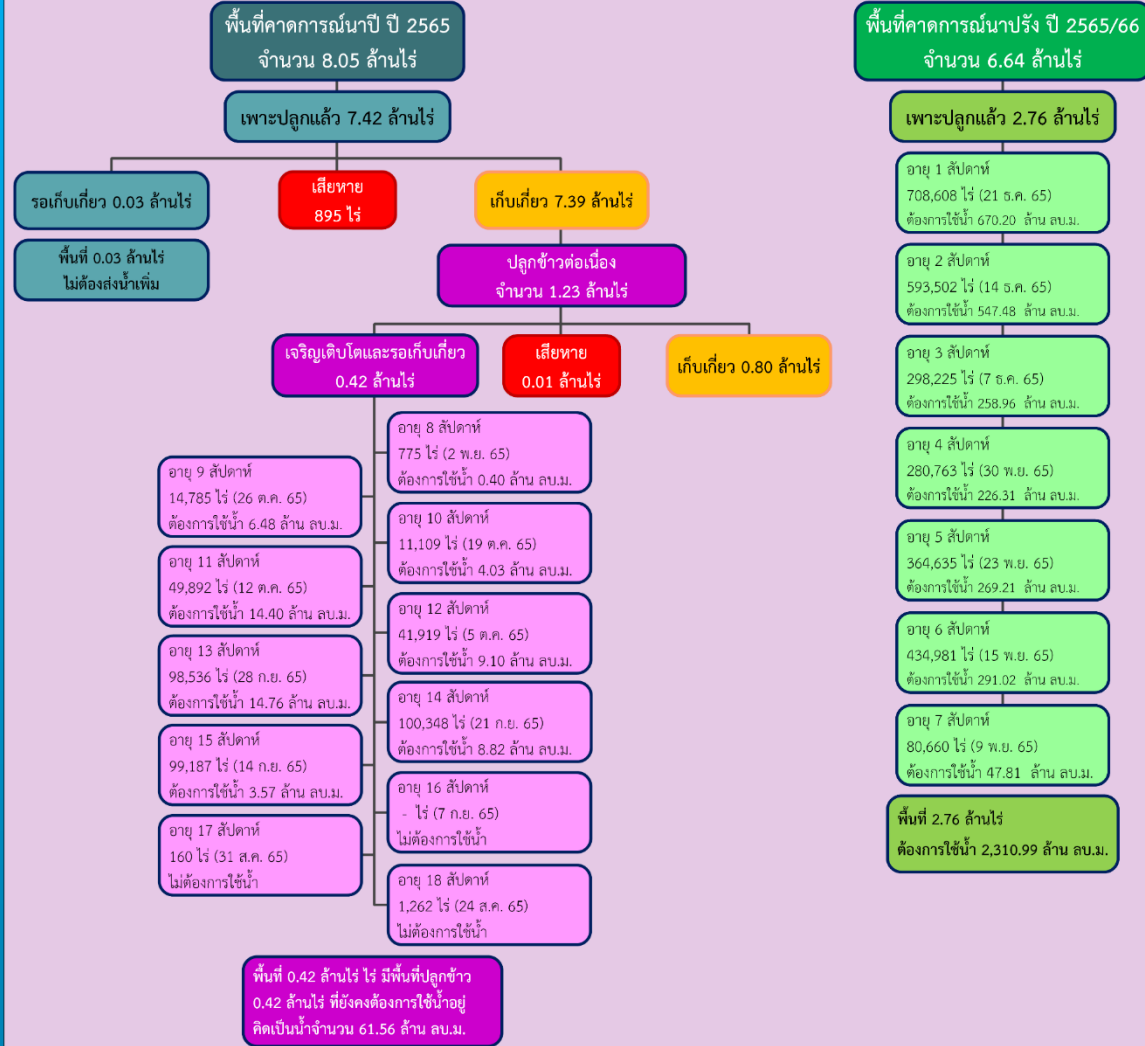 พื้นที่คาดการณ์นาปี ปี 2565
จำนวน 8.05 ล้านไร่
เพาะปลูกแล้ว 7.42 ล้านไร่
รอเก็บเกี่ยว 0.03 ล้านไร่
พื้นที่ 0.03 ล้านไร่
ไม่ต้องส่งน้ำเพิ่ม
เสียหาย
895 ไร่
เก็บเกี่ยว 7.39 ล้านไร่
ปลูกข้าวต่อเนื่อง
จำนวน 1.23 ล้านไร่
เจริญเติบโตและรอเก็บเกี่ยว
0.42 ล้านไร่
เสียหาย
0.01 ล้านไร่
เก็บเกี่ยว 0.80 ล้านไร่
อายุ 8 สัปดาห์
775 ไร่ (2 พ.ย. 65)
ต้องการใช้น้ำ 0.40 ล้าน ลบ.ม.
อายุ 9 สัปดาห์
14,785 ไร่ (26 ต.ค. 65)
ต้องการใช้น้ำ 6.48 ล้าน ลบ.ม.
อายุ 10 สัปดาห์
11,109 ไร่ (19 ต.ค. 65)
ต้องการใช้น้ำ 4.03 ล้าน ลบ.ม.
อายุ 11 สัปดาห์
49,892 ไร่ (12 ต.ค. 65)
ต้องการใช้น้ำ 14.40 ล้าน ลบ.ม.
อายุ 12 สัปดาห์
41,919 ไร่ (5 ต.ค. 65)
ต้องการใช้น้ำ 9.10 ล้าน ลบ.ม.
อายุ 13 สัปดาห์
98,536 ไร่ (28 ก.ย. 65)
ต้องการใช้น้ำ 14.76 ล้าน ลบ.ม.
อายุ 14 สัปดาห์
100,348 ไร่ (21 ก.ย. 65)
ต้องการใช้น้ำ 8.82 ล้าน ลบ.ม.
อายุ 15 สัปดาห์
99,187 ไร่ (14 ก.ย. 65)
ต้องการใช้น้ำ 3.57 ล้าน ลบ.ม.
อายุ 16 สัปดาห์
- ไร่ (7 ก.ย. 65)
ไม่ต้องการใช้น้ำ
อายุ 17 สัปดาห์
160 ไร่ (31 ส.ค. 65)
ไม่ต้องการใช้น้ำ
อายุ 18 สัปดาห์
1,262 ไร่ (24 ส.ค. 65)
ไม่ต้องการใช้น้ำ
พื้นที่ 0.42 ล้านไร่ ไร่ มีพื้นที่ปลูกข้าว
0.42 ล้านไร่ ที่ยังคงต้องการใช้น้ำอยู่
คิดเป็นน้ำจำนวน 61.56 ล้าน ลบ.ม.
พื้นที่คาดการณ์นาปรัง ปี 2565/66
จำนวน 6.64 ล้านไร่
เพาะปลูกแล้ว 2.76 ล้านไร่
อายุ 1 สัปดาห์
708,608 ไร่ (21 ธ.ค. 65)
ต้องการใช้น้ำ 670.20 ล้าน ลบ.ม.
อายุ 2 สัปดาห์
593,502 ไร่ (14 ธ.ค. 65)
ต้องการใช้น้ำ 547.48 ล้าน ลบ.ม.
อายุ 3 สัปดาห์
298,225 ไร่ (7 ธ.ค. 65)
ต้องการใช้น้ำ 258.96 ล้าน ลบ.ม.
อายุ 4 สัปดาห์
280,763 ไร่ (30 พ.ย. 65)
ต้องการใช้น้ำ 226.31 ล้าน ลบ.ม.
อายุ 5 สัปดาห์
364,635 ไร่ (23 พ.ย. 65)
ต้องการใช้น้ำ 269.21 ล้าน ลบ.ม.
อายุ 6 สัปดาห์
434,981 ไร่ (15 พ.ย. 65)
ต้องการใช้น้ำ 291.02 ล้าน ลบ.ม.
อายุ 7 สัปดาห์
80,660 ไร่ (9 พ.ย. 65)
ต้องการใช้น้ำ 47.81 ล้าน ลบ.ม.
พื้นที่ 2.76 ล้านไร่
ต้องการใช้น้ำ 2,310.99 ล้าน ลบ.ม.